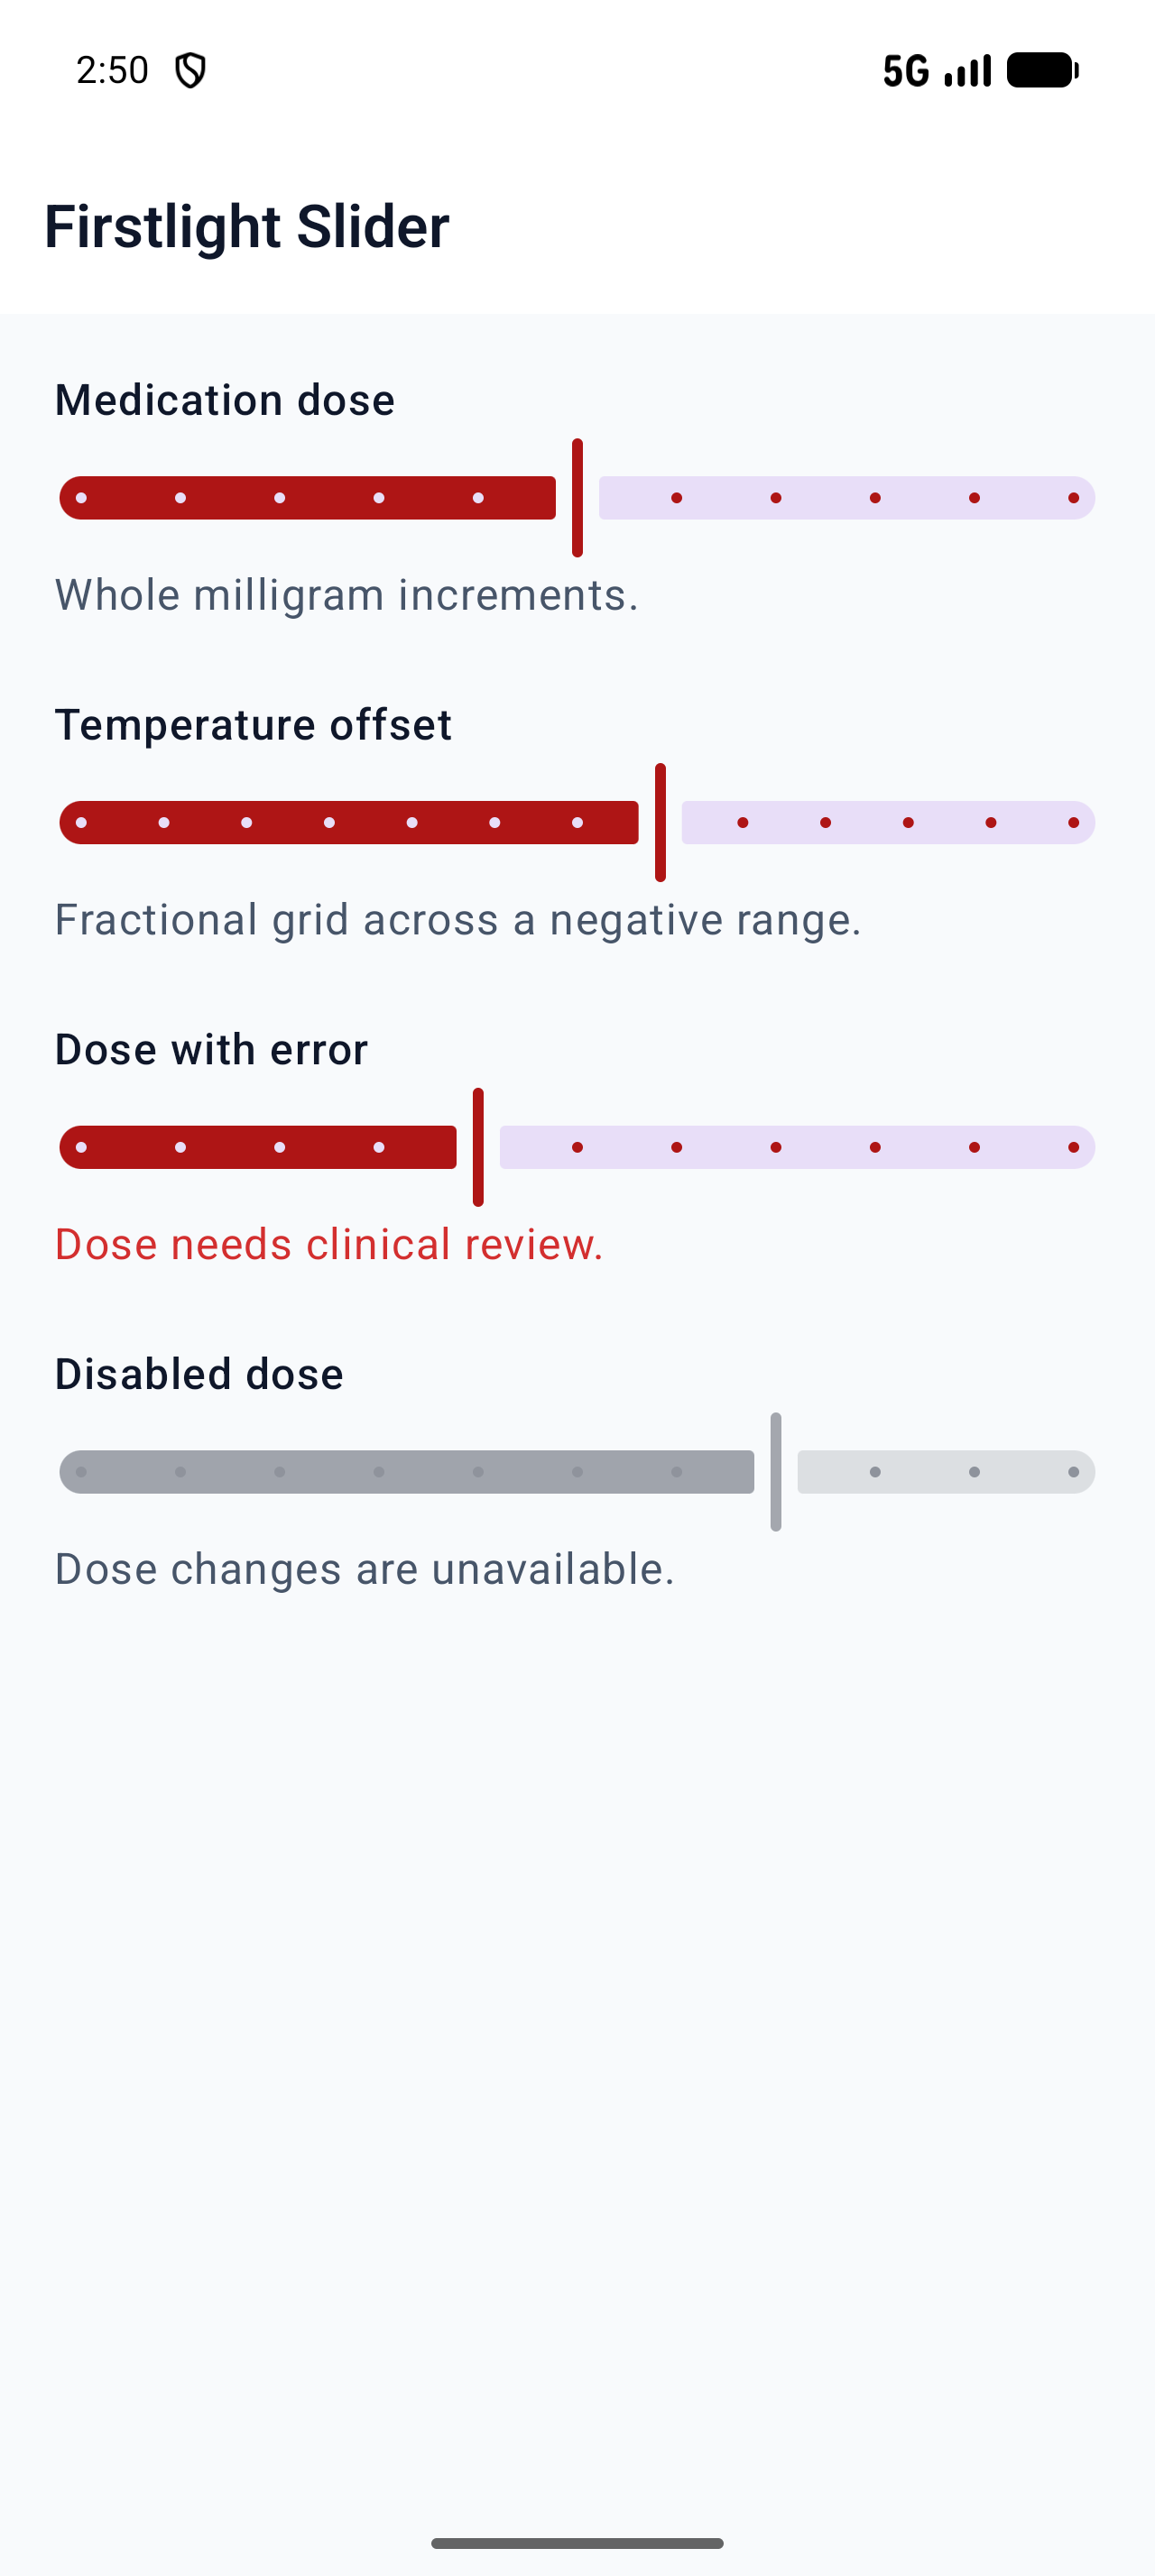 2:50
5G
Firstlight Slider
Medication dose
Whole milligram increments.
Temperature offset
Fractional grid across a negative range.
Dose with error
Dose needs clinical review.
Disabled dose
Dose changes are unavailable.